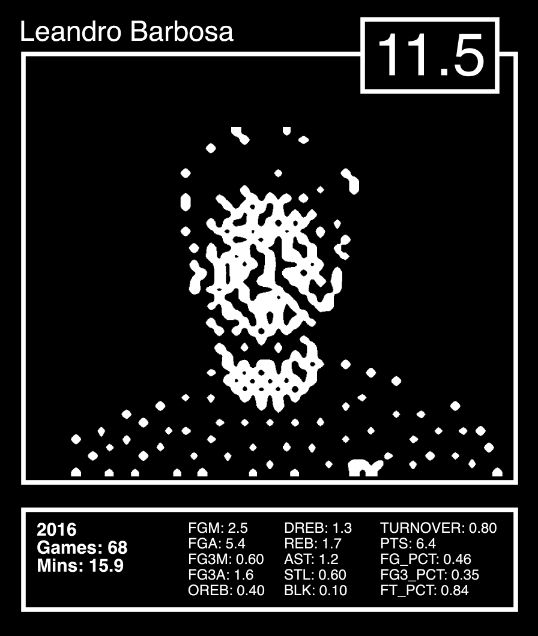 Leandro Barbosa
11.5
2016
Games: 68
Mins: 15.9
FGM: 2.5
FGA: 5.4
FG3M: 0.60
FG3A: 1.6
OREB: 0.40
DREB: 1.3
REB: 1.7
AST: 1.2
STL: 0.60
BLK: 0.10
TURNOVER: 0.80
PTS: 6.4
FG_PCT: 0.46
FG3_PCT: 0.35
FT_PCT: 0.84